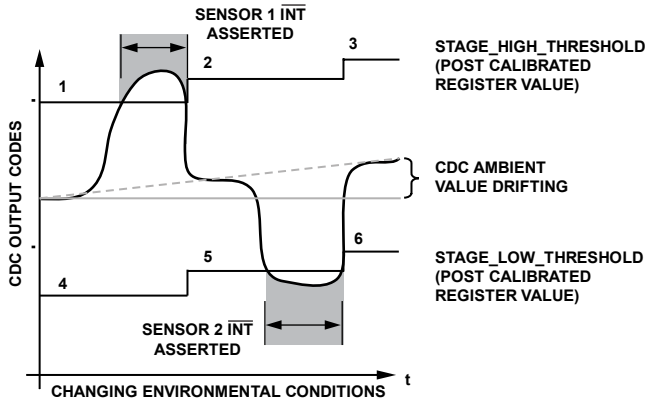 SENSOR 1 INT
ASSERTED
1
2
3
STAGE_HIGH_THRESHOLD
(POST CALIBRATED
REGISTER VALUE)
CDC OUTPUT CODES
CDC AMBIENT
VALUE DRIFTING
4
5
6
STAGE_LOW_THRESHOLD
(POST CALIBRATED
REGISTER VALUE)
SENSOR 2 INT
ASSERTED
t
CHANGING ENVIRONMENTAL CONDITIONS